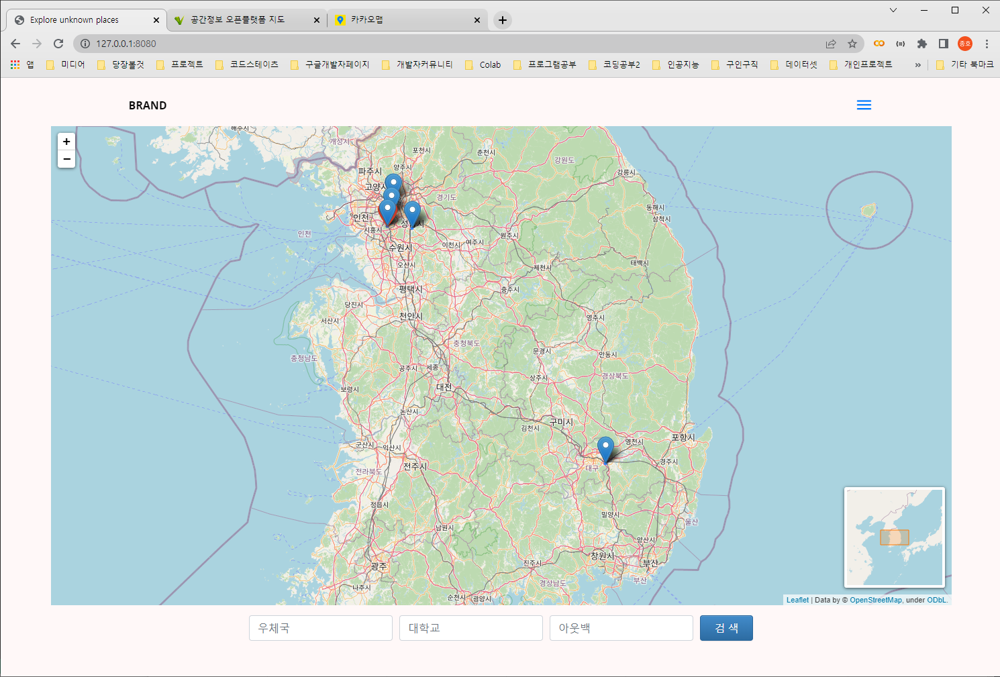 Explore unknown places
공간정보 오픈플랫폼 지도
카카오맵
127.0.0.1:8080
종호
앱
미디어
당장볼것
프로젝트
코드스테이츠
구글개발자페이지
개발자커뮤니티
Colab
프로그램공부
코딩공부2
인공지능
구인구직
데이터셋
개인프로젝트
»
기타 북마크
BRAND
+
−
해주시
개성시
포천시
춘천시
강원도
양주시
파주시
강릉시
고양시
경기도
동해시
인천
삼척시
시흥시
인천
원주시
여주시
이천시
수원시
태백시
오산시
제천시
평택시
충주시
당진시
천안시
영주시
서산시
충청북도
문경시
안동시
충청남도
공주시
세종
경상북도
상주시
대전
보령시
논산시
구미시
김천시
포항시
영천시
군산시
익산시
경주시
전주시
대구
전라북도
정읍시
밀양시
울산
남원시
양산시
창원시
부산
진주시
광주
부산
경상남도
나주시
순천시
광양시
Leaflet | Data by © OpenStreetMap, under ODbL.
우체국
대학교
아웃백
검 색